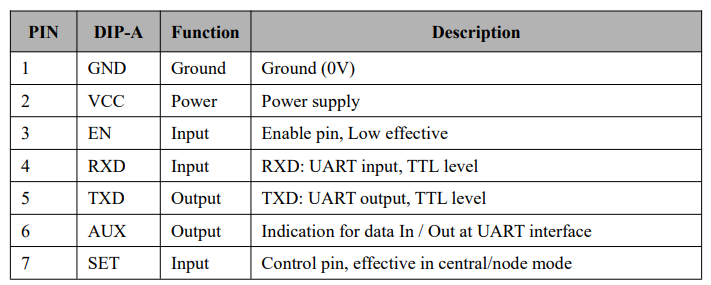 PIN DIP-A Function Description
1 GND Ground Ground (0V)
2 VCC Power Power supply
3 EN Input Enable pin, Low effective
4 RXD Input RXD: UART input, TTL level
5 TXD Output TXD: UART output, TTL level
6 AUX Output Indication for data In / Out at UART interface
7 SET Input Control pin, effective in central/node mode